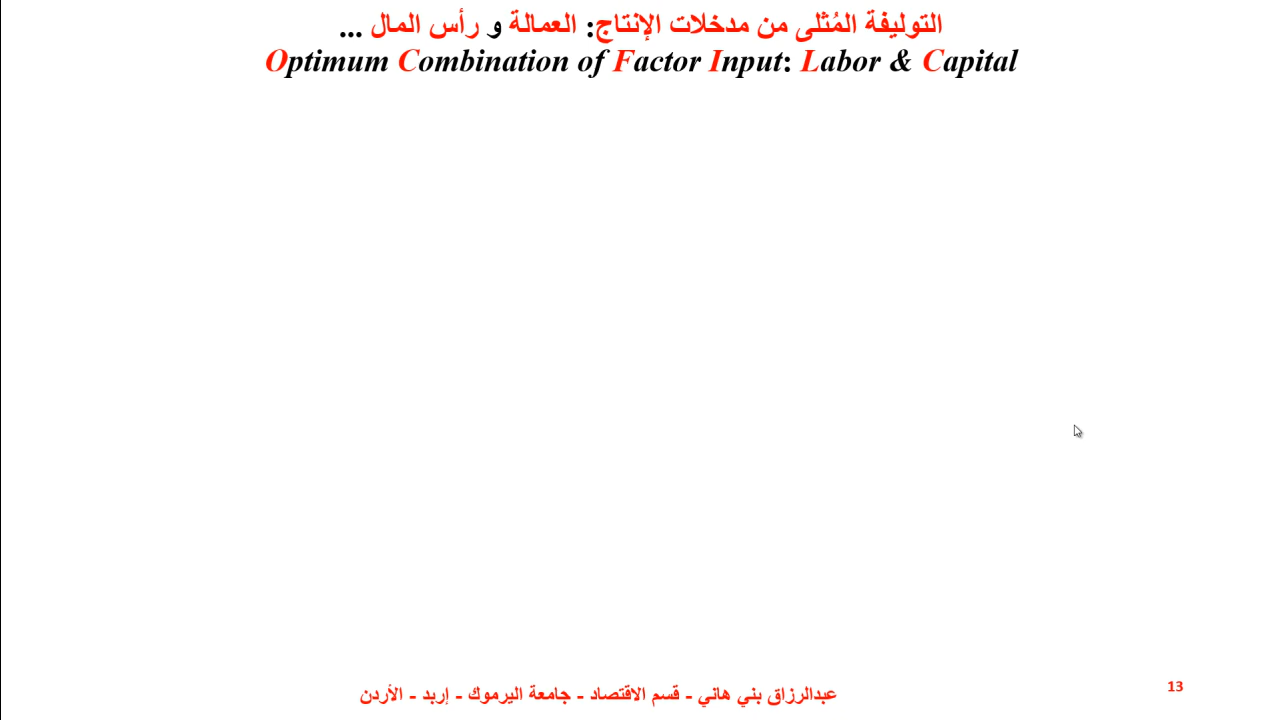 التوليفة المُثلى من مدخلات الإنتاج: العمالة و رأس المال ...
Optimum Combination of Factor Input: Labor & Capital
عبدالرزاق بني هاني - قسم الاقتصاد - جامعة اليرموك - إربد - الأردن
13